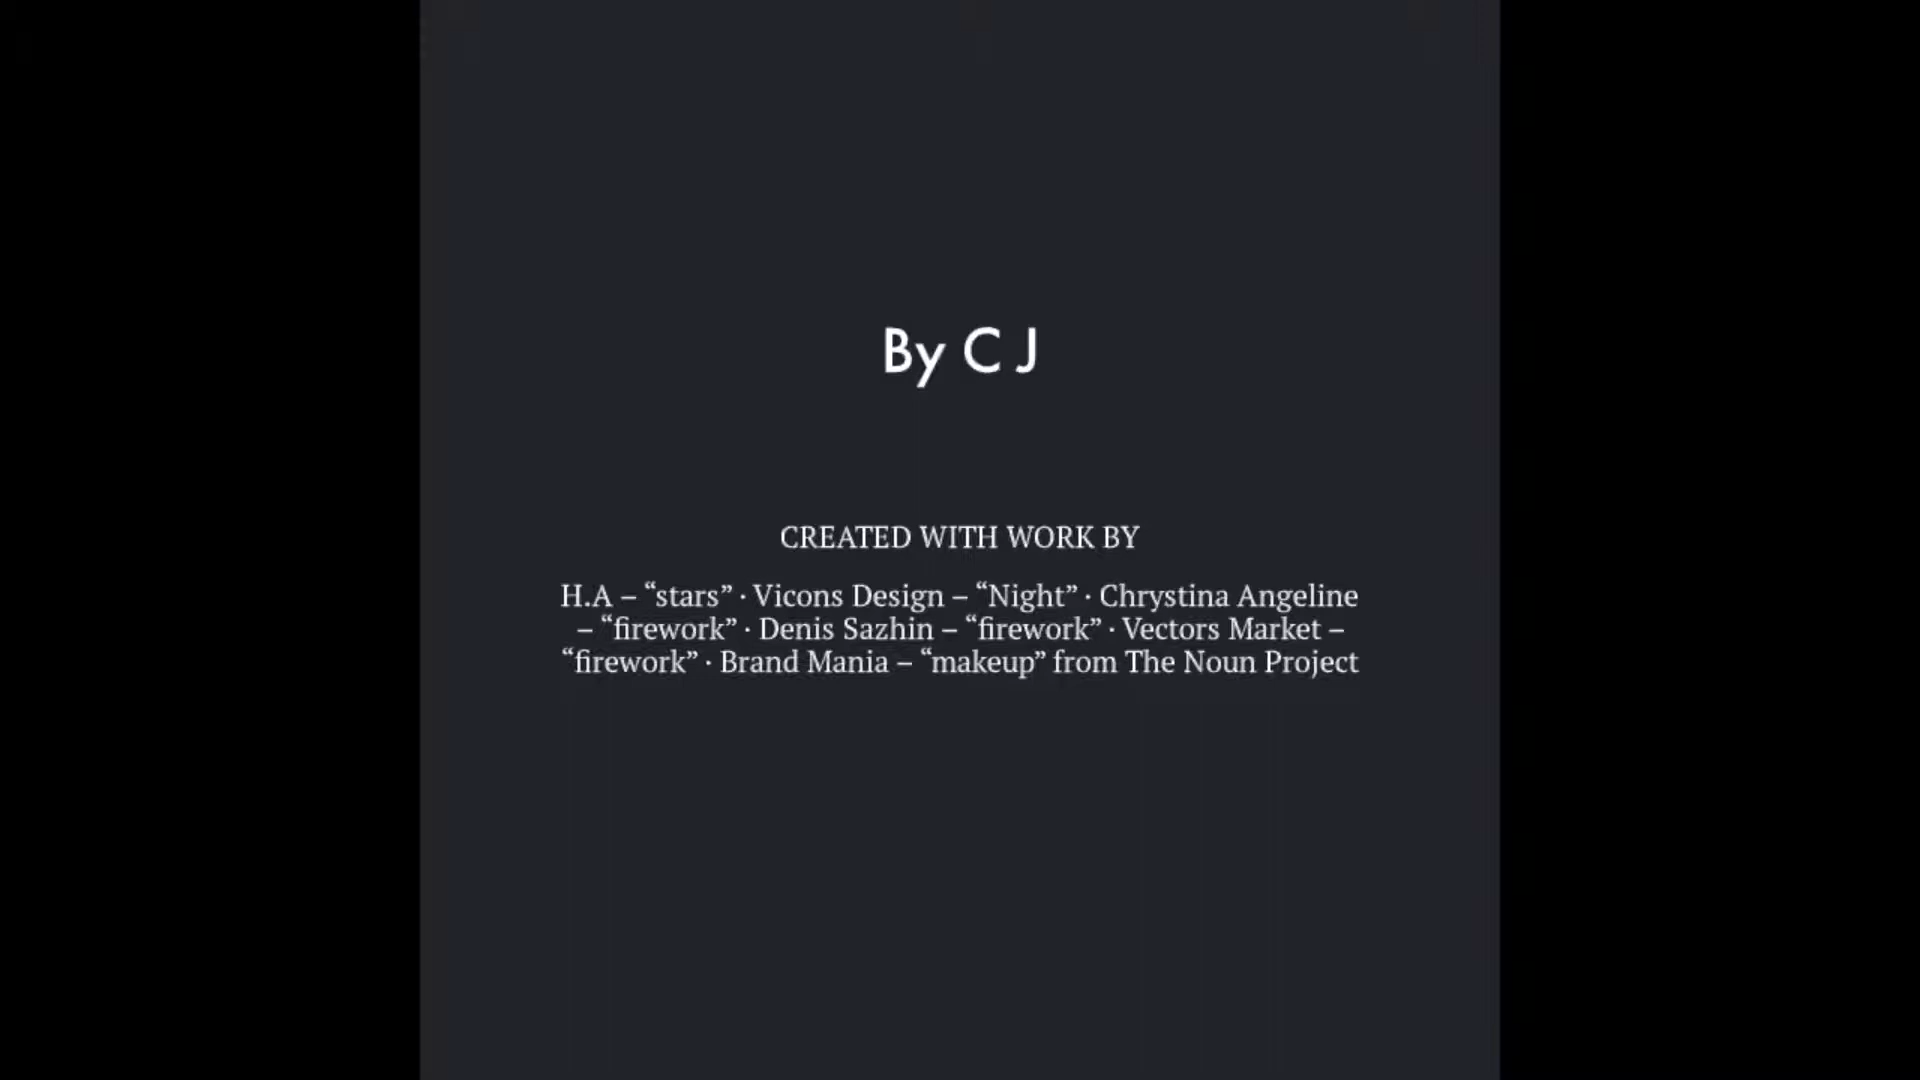 By C J
CREATED WITH WORK BY
H.A – “stars” · Vicons Design – “Night” · Chrystina Angeline
– “firework” · Denis Sazhin – “firework” · Vectors Market –
“firework” · Brand Mania – “makeup” from The Noun Project